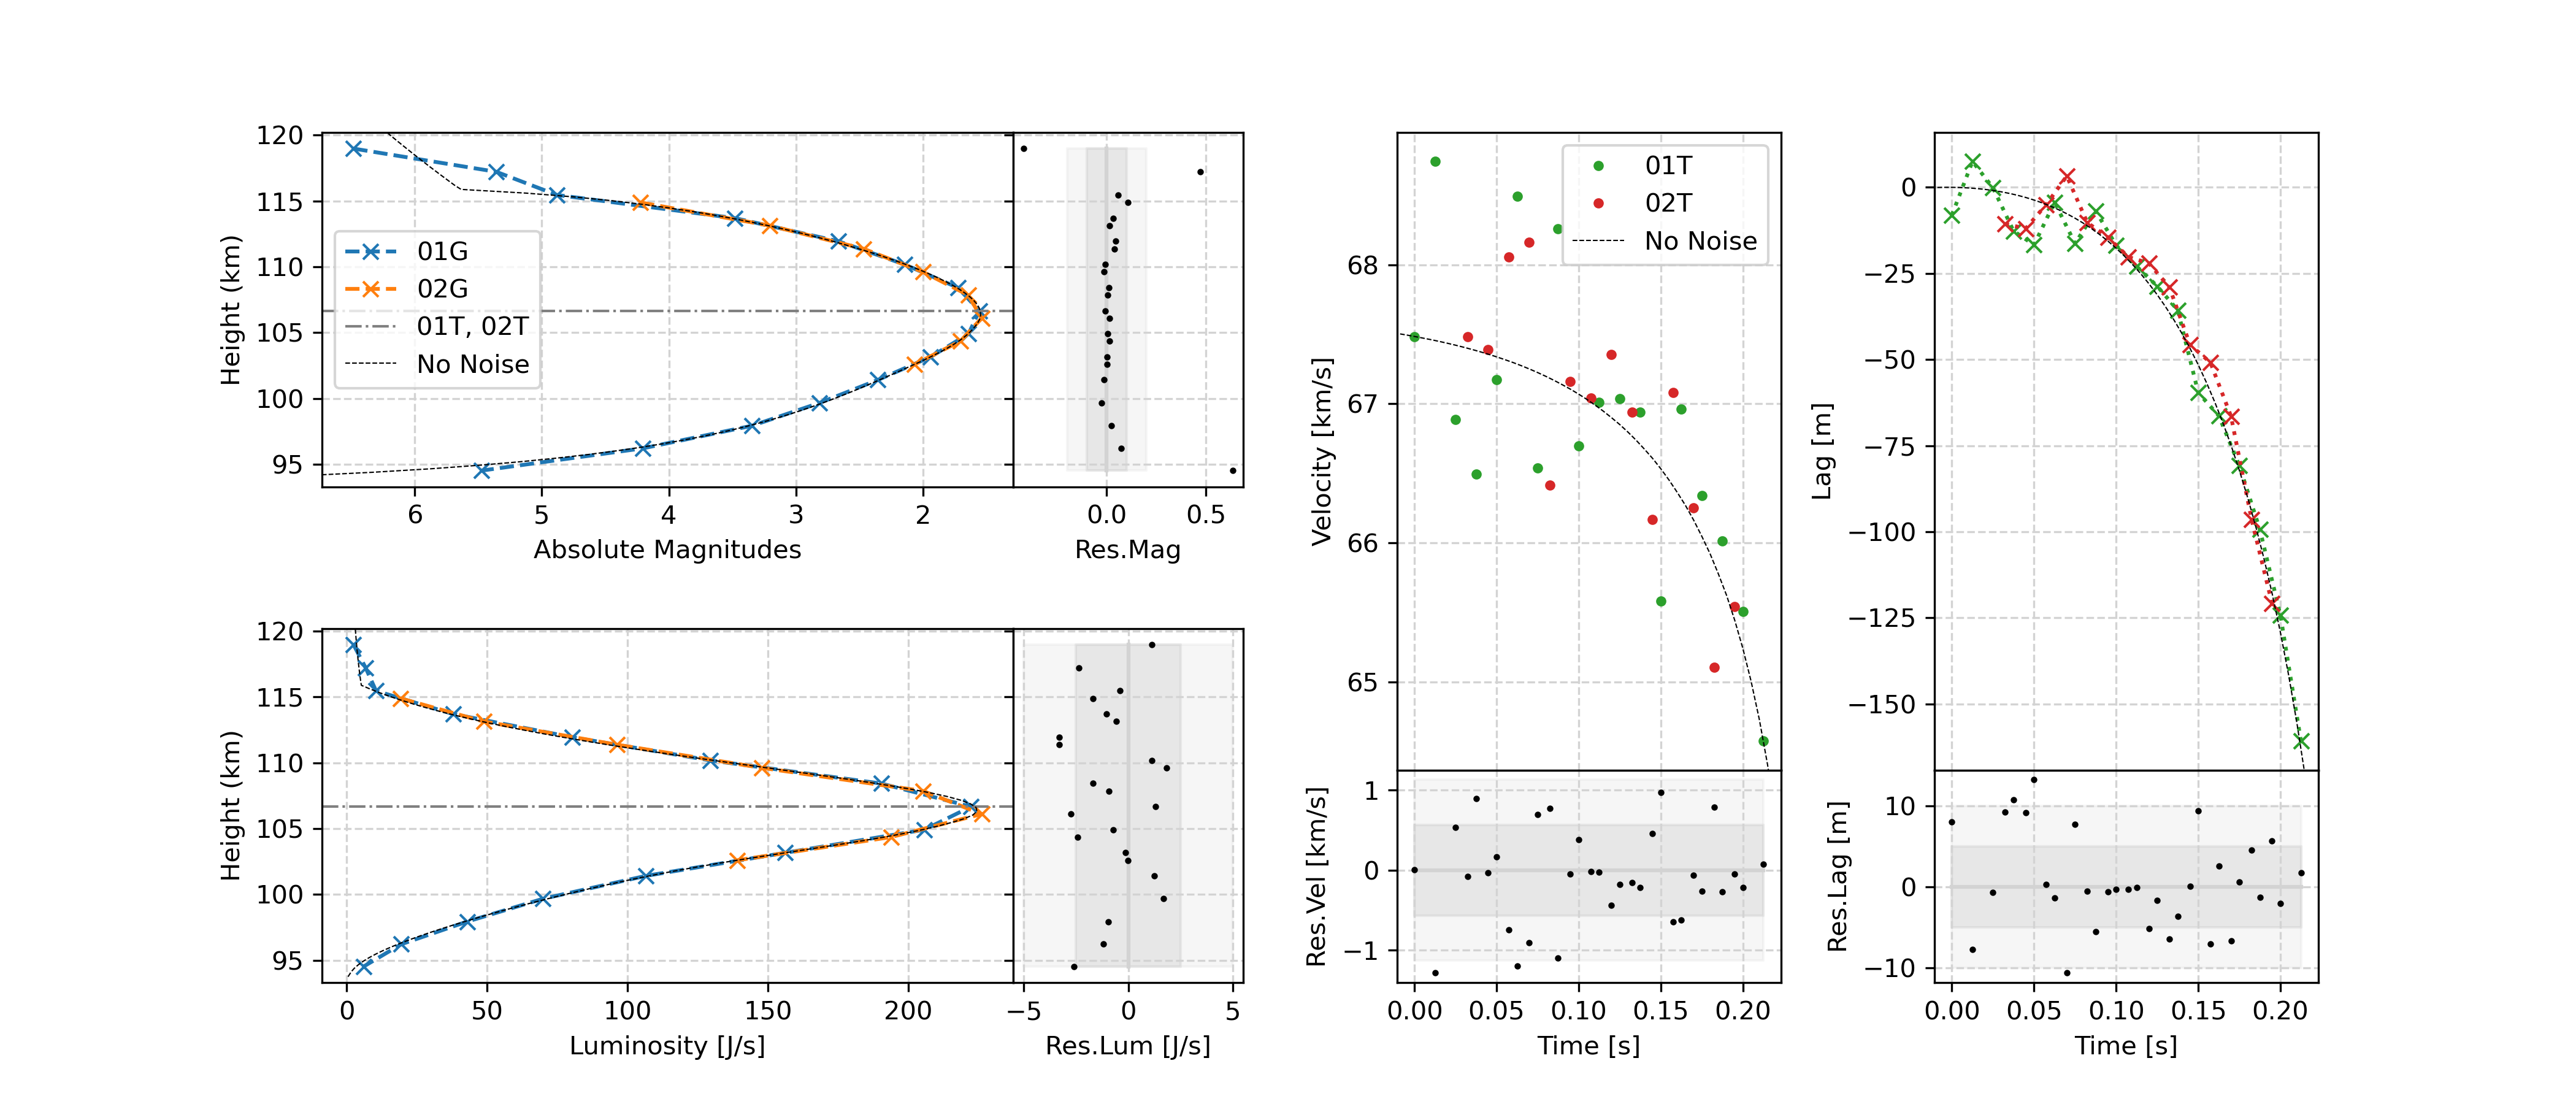 120
115
110
105
100
95
Height (km)
01G
02G
01T, 02T
No Noise
6 5 4 3 2
Absolute Magnitudes
0.0 0.5
Res.Mag
120
115
110
105
100
95
Height (km)
0 50 100 150 200
Luminosity [J/s]
−5 0 5
Res.Lum [J/s]
68
67
66
65
Velocity [km/s]
01T
02T
No Noise
1
0
−1
Res.Vel [km/s]
0.00 0.05 0.10 0.15 0.20
Time [s]
0
−25
−50
−75
−100
−125
−150
Lag [m]
10
0
−10
Res.Lag [m]
0.00 0.05 0.10 0.15 0.20
Time [s]